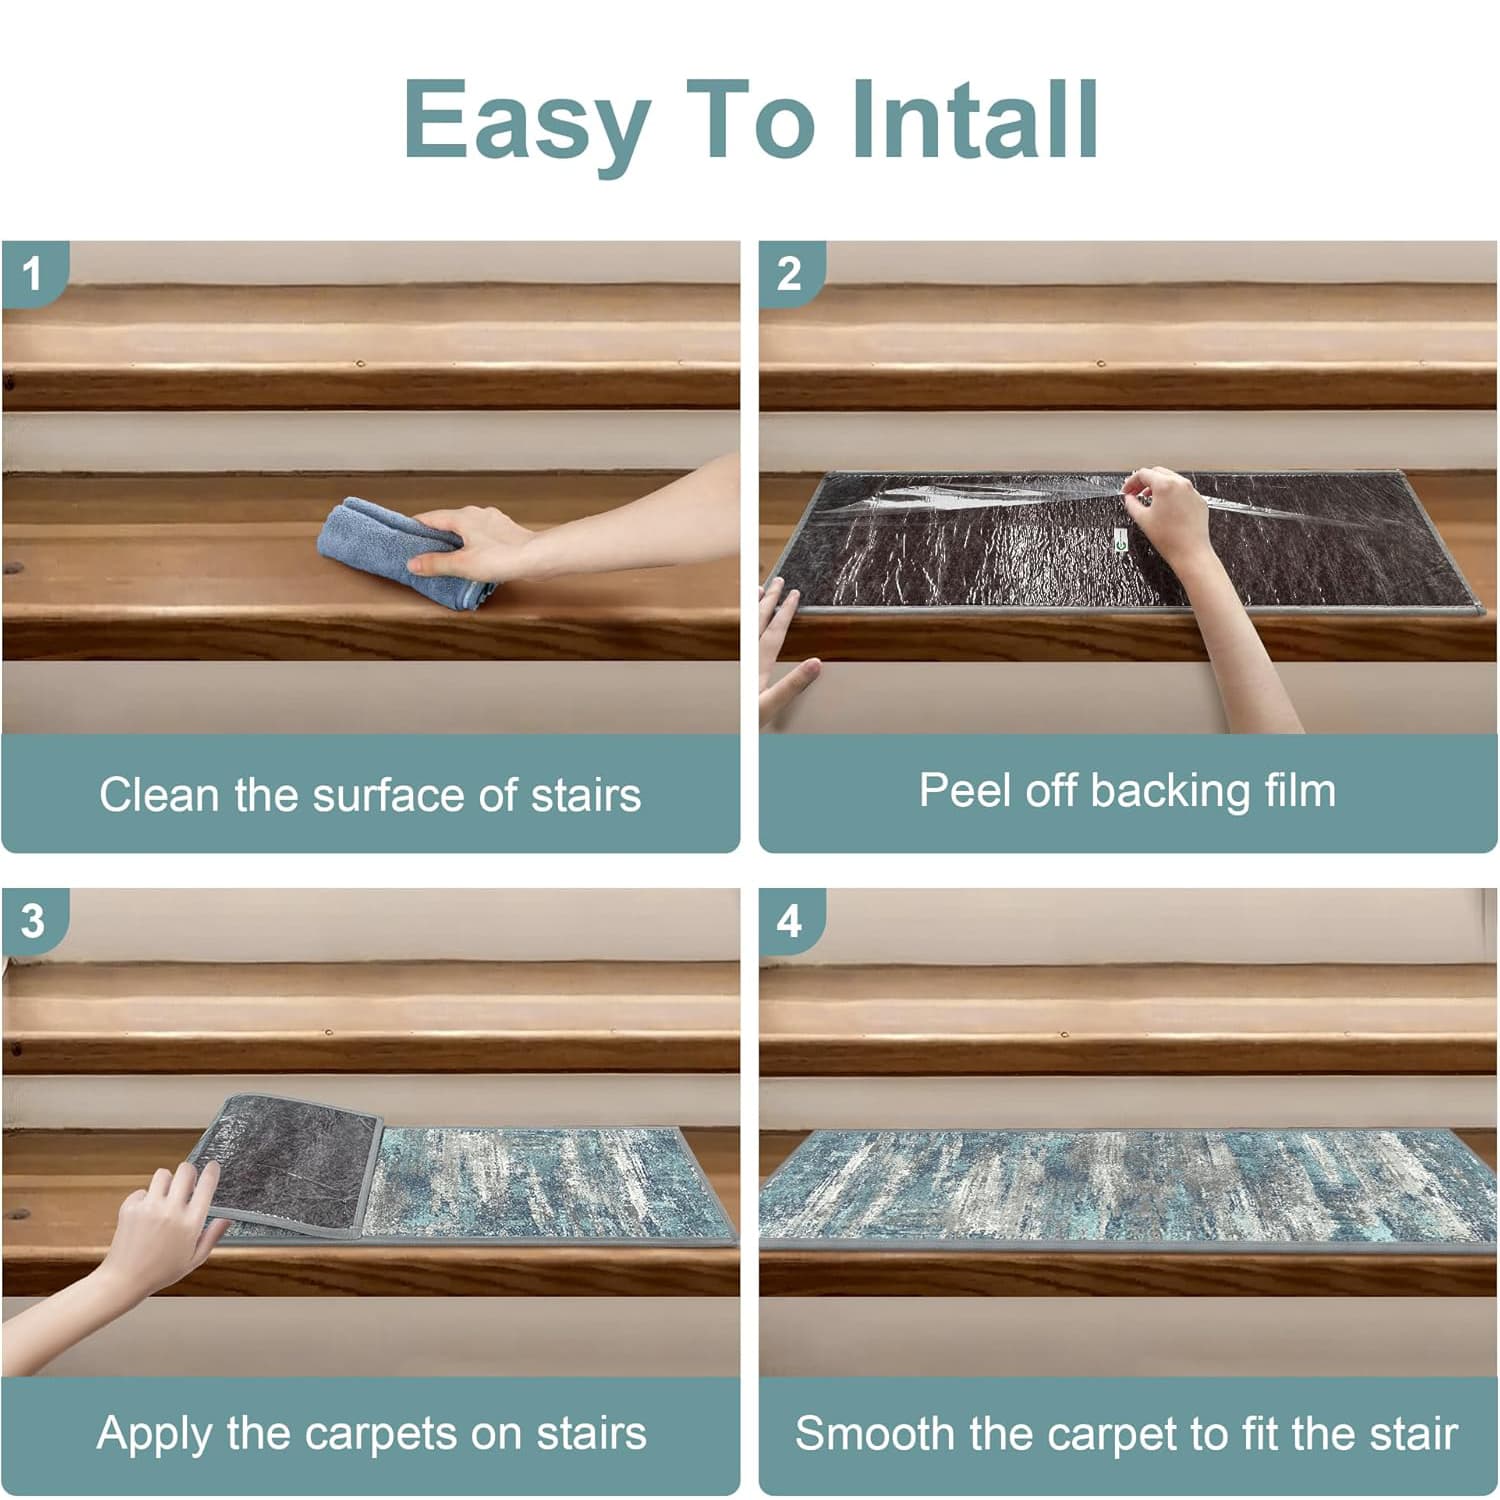 Easy To Intall
1
2
Clean the surface of stairs
Peel off backing film
3
4
Apply the carpets on stairs
Smooth the carpet to fit the stair